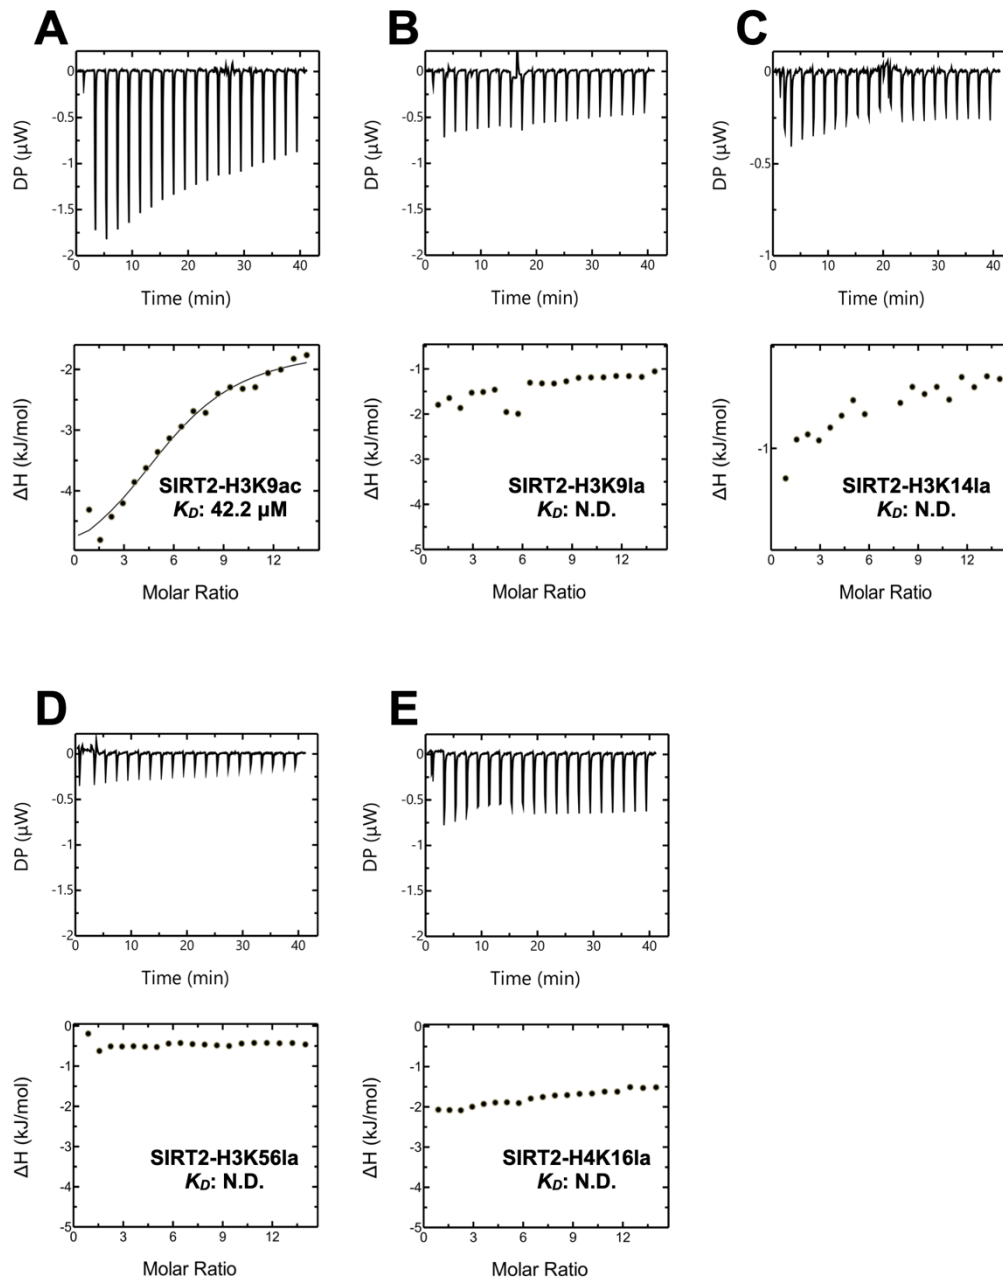 A
B
C
0
-0.5
-1
-1.5
-2
DP (µW)
0 10 20 30 40
Time (min)
0
-0.5
-1
-1.5
-2
DP (µW)
0 10 20 30 40
Time (min)
0
-0.5
-1
DP (µW)
0 10 20 30 40
Time (min)
-2
-3
-4
ΔH (kJ/mol)
SIRT2-H3K9ac
KD: 42.2 µM
0 3 6 9 12
Molar Ratio
-1
-2
-3
-4
-5
ΔH (kJ/mol)
SIRT2-H3K9la
KD: N.D.
0 3 6 9 12
Molar Ratio
-1
ΔH (kJ/mol)
SIRT2-H3K14la
KD: N.D.
0 3 6 9 12
Molar Ratio
D
E
0
-0.5
-1
-1.5
-2
DP (µW)
0 10 20 30 40
Time (min)
0
-0.5
-1
-1.5
-2
DP (µW)
0 10 20 30 40
Time (min)
0
-1
-2
-3
-4
-5
ΔH (kJ/mol)
SIRT2-H3K56la
KD: N.D.
0 3 6 9 12
Molar Ratio
0
-1
-2
-3
-4
-5
ΔH (kJ/mol)
SIRT2-H4K16la
KD: N.D.
0 3 6 9 12
Molar Ratio